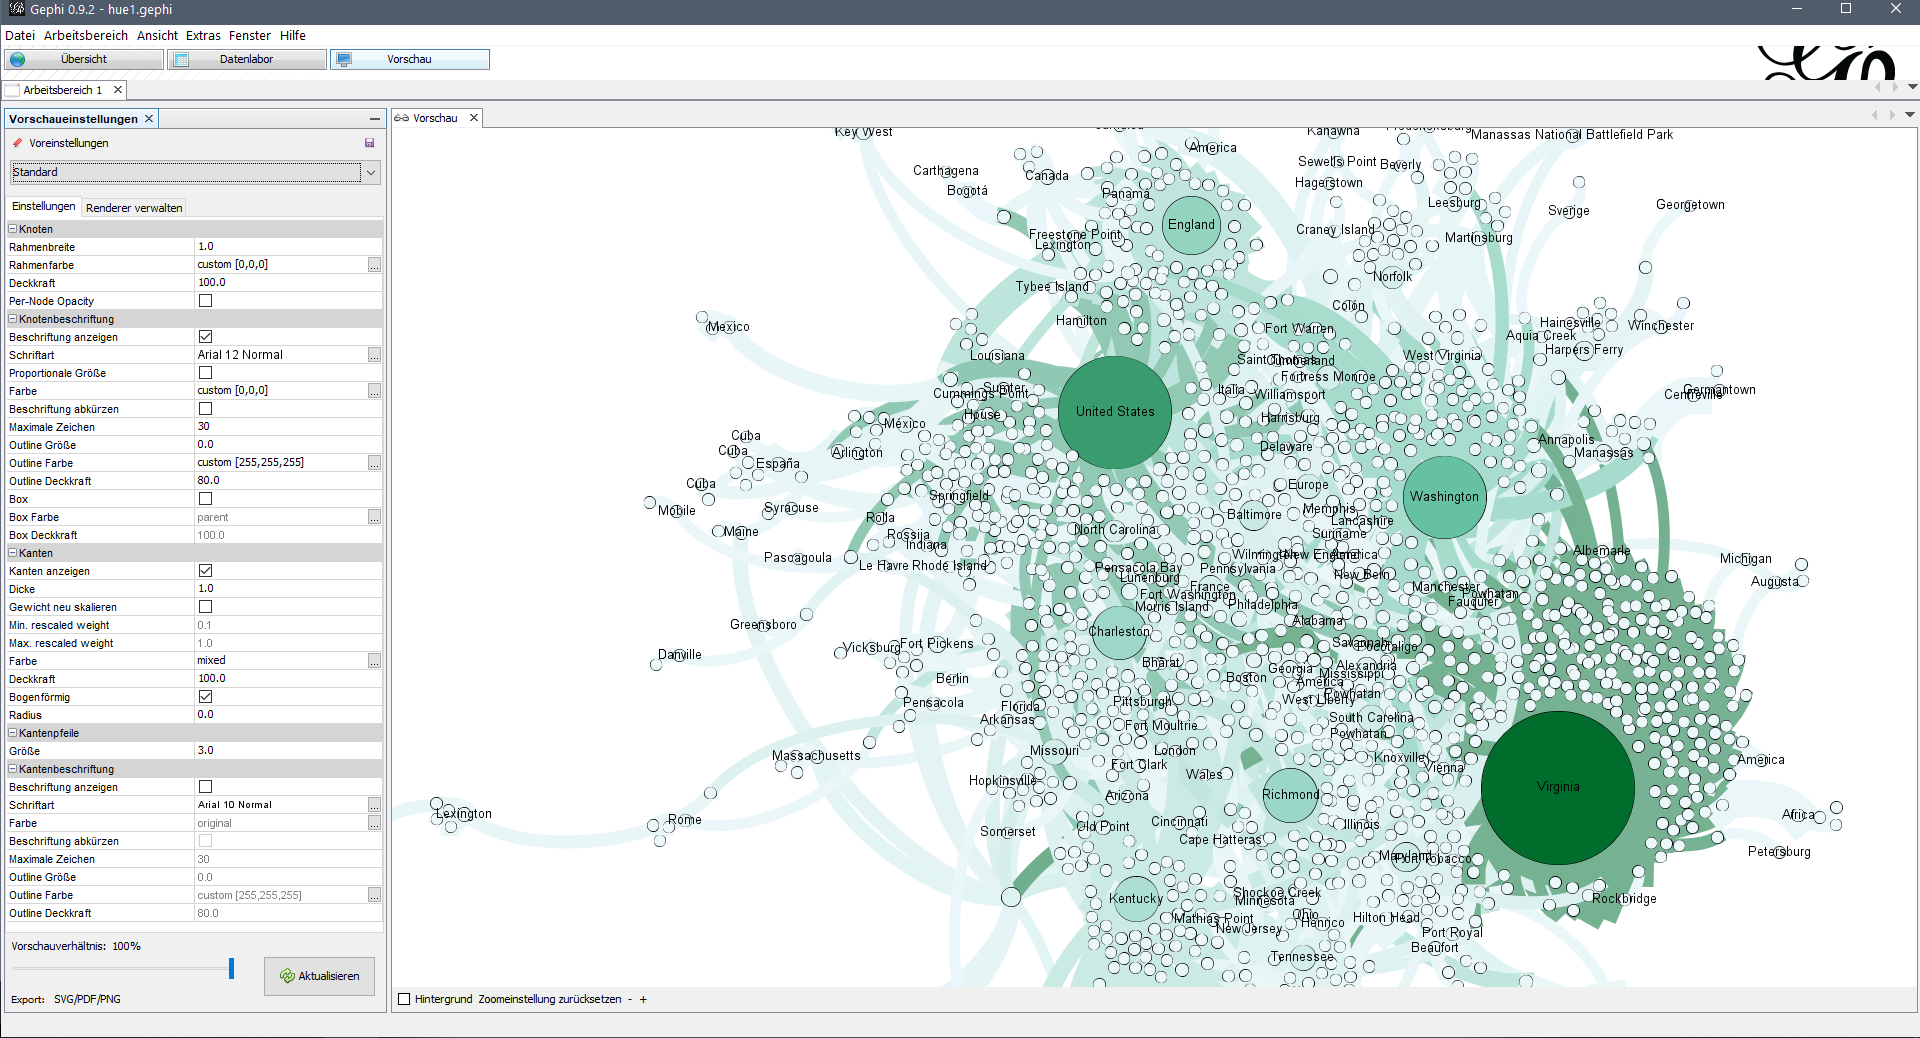 Gephi 0.9.2 - hue1.gephi
Datei Arbeitsbereich Ansicht Extras Fenster Hilfe
Übersicht Datenlabor Vorschau
Arbeitsbereich 1
Vorschaueinstellungen
Voreinstellungen
Standard
Einstellungen Renderer verwalten
Knoten
Rahmenbreite 1.0
Rahmenfarbe custom [0,0,0] ...
Deckkraft 100.0
Per-Node Opacity
Knotenbeschriftung
Beschriftung anzeigen
Schriftart Arial 12 Normal ...
Proportionale Größe
Farbe custom [0,0,0] ...
Beschriftung abkürzen
Maximale Zeichen 30
Outline Größe 0.0
Outline Farbe custom [255,255,255] ...
Outline Deckkraft 80.0
Box
Box Farbe parent ...
Box Deckkraft 100.0
Kanten
Kanten anzeigen
Dicke 1.0
Gewicht neu skalieren
Min. rescaled weight 0.1
Max. rescaled weight 1.0
Farbe mixed ...
Deckkraft 100.0
Bogenförmig
Radius 0.0
Kantenpfeile
Größe 3.0
Kantenbeschriftung
Beschriftung anzeigen
Schriftart Arial 10 Normal ...
Farbe original ...
Beschriftung abkürzen
Maximale Zeichen 30
Outline Größe 0.0
Outline Farbe custom [255,255,255] ...
Outline Deckkraft 80.0
Vorschauverhältnis: 100%
Aktualisieren
Export: SVG/PDF/PNG
Vorschau
Key West
Kanawha
Manassas National Battlefield Park
America
Sewells Point
Beverly
Carthagena
Canada
Hagerstown
Bogotá
Panamá
Leesburg
Sverige
Georgetown
England
Craney Island
Freestone Point
Lexington
Martinsburg
Norfolk
Tybee Island
Colón
Hamilton
Mexico
Fort Warren
Hainesville
Winchester
Aquia Creek
Louisiana
Saint Thomas
Cumberland
West Virginia
Harpers Ferry
Fortress Monroe
Sumter
Cummings Point
Italia
Williamsport
Germantown
Centreville
United States
House
Harrisburg
México
Cuba
Delaware
Annapolis
Cuba
Arlington
Manassas
España
Cuba
Europe
Springfield
Washington
Mobile
Syracuse
Baltimore
Memphis
Rolla
Lancashire
Maine
North Carolina
Suriname
Rossija
Indiana
Albemarle
Pascagoula
Wilmington
New England
America
Michigan
Le Havre
Rhode Island
Pensacola Bay
Pennsylvania
New Bern
Lunenburg
Augusta
France
Manchester
Fort Washington
Powhatan
Morris Island
Philadelphia
Fauquier
Greensboro
Alabama
Charleston
Vicksburg
Fort Pickens
Savannah
Pocotaligo
Danville
Bharat
Georgia
Alexandria
Berlin
Boston
America
Mississippi
Pensacola
Pittsburgh
West Liberty
Powhatan
Florida
Arkansas
Fort Moultrie
South Carolina
Powhatan
Missouri
London
Massachusetts
Knoxville
America
Fort Clark
Wales
Vienna
Hopkinsville
Virginia
Arizona
Richmond
Lexington
Rome
Cincinnati
Illinois
Africa
Somerset
Old Point
Cape Hatteras
Maryland
Port Tobacco
Petersburg
Kentucky
Shockoe Creek
Minnesota
Rockbridge
Mathias Point
Ohio
Henrico
Hilton Head
New Jersey
Port Royal
Beaufort
Tennessee
Hintergrund Zoomeinstellung zurücksetzen - +